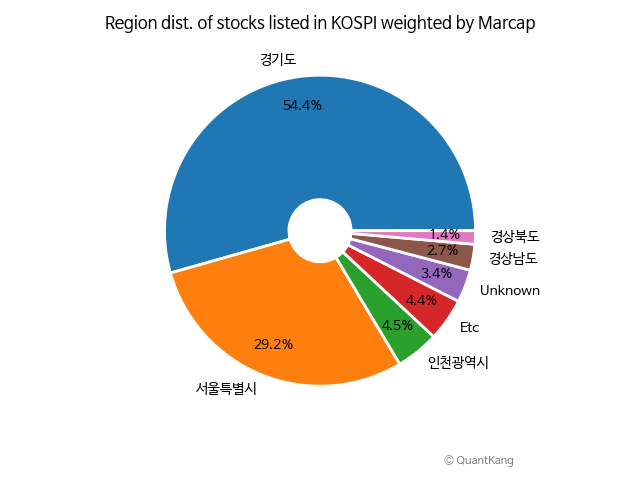 Region dist. of stocks listed in KOSPI weighted by Marcap
경기도
54.4%
경상북도
1.4%
경상남도
2.7%
3.4%
Unknown
4.4%
Etc
4.5%
인천광역시
29.2%
서울특별시
© QuantKang